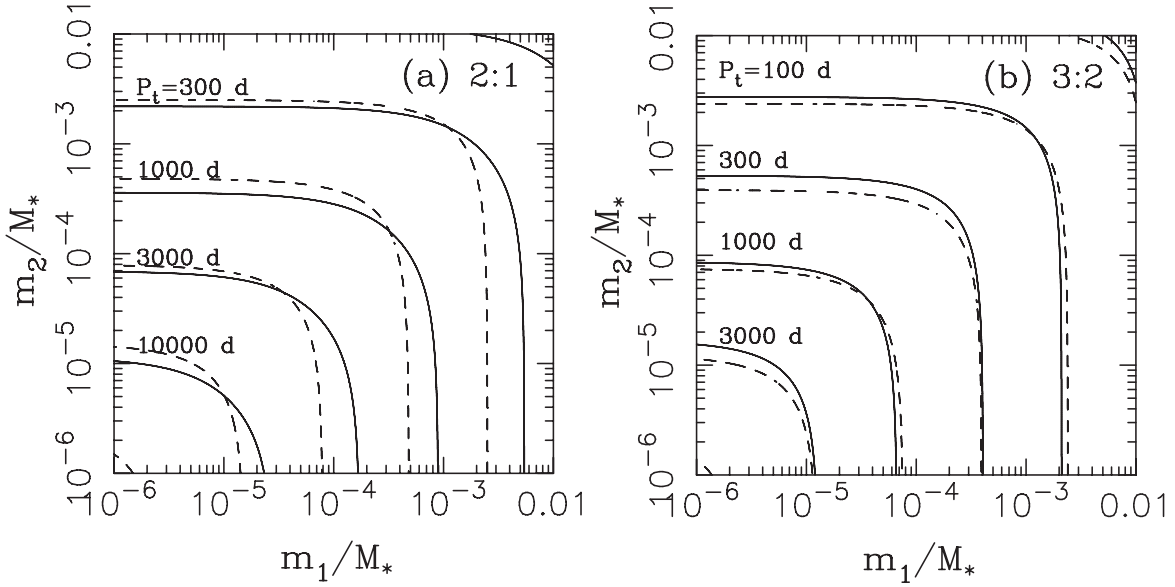 (a) 2:1
P_t=300 d
1000 d
3000 d
10000 d
m_2/M_*
0.01
10^-3
10^-4
10^-5
10^-6
10^-6 10^-5 10^-4 10^-3 0.01
m_1/M_*
(b) 3:2
P_t=100 d
300 d
1000 d
3000 d
m_2/M_*
0.01
10^-3
10^-4
10^-5
10^-6
10^-6 10^-5 10^-4 10^-3 0.01
m_1/M_*